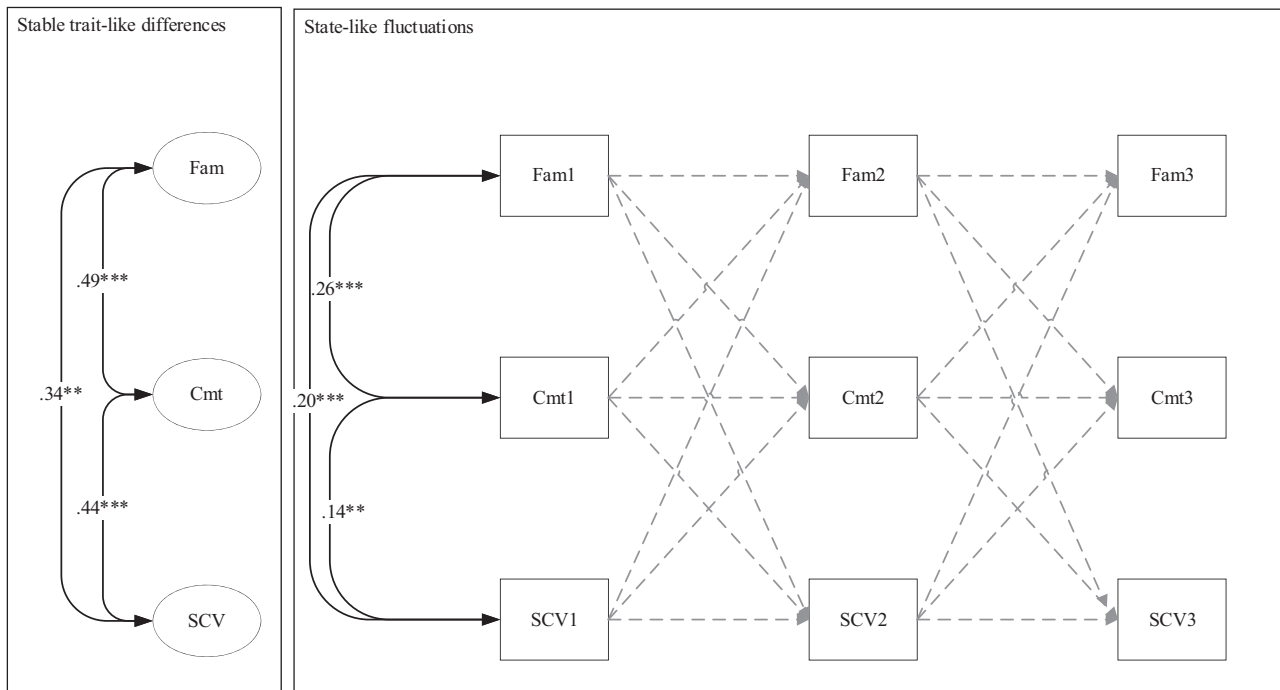 Stable trait-like differences
State-like fluctuations
Fam
Fam1
Fam2
Fam3
.49***
.26***
.34**
Cmt
.20***
Cmt1
Cmt2
Cmt3
.44***
.14**
SCV
SCV1
SCV2
SCV3